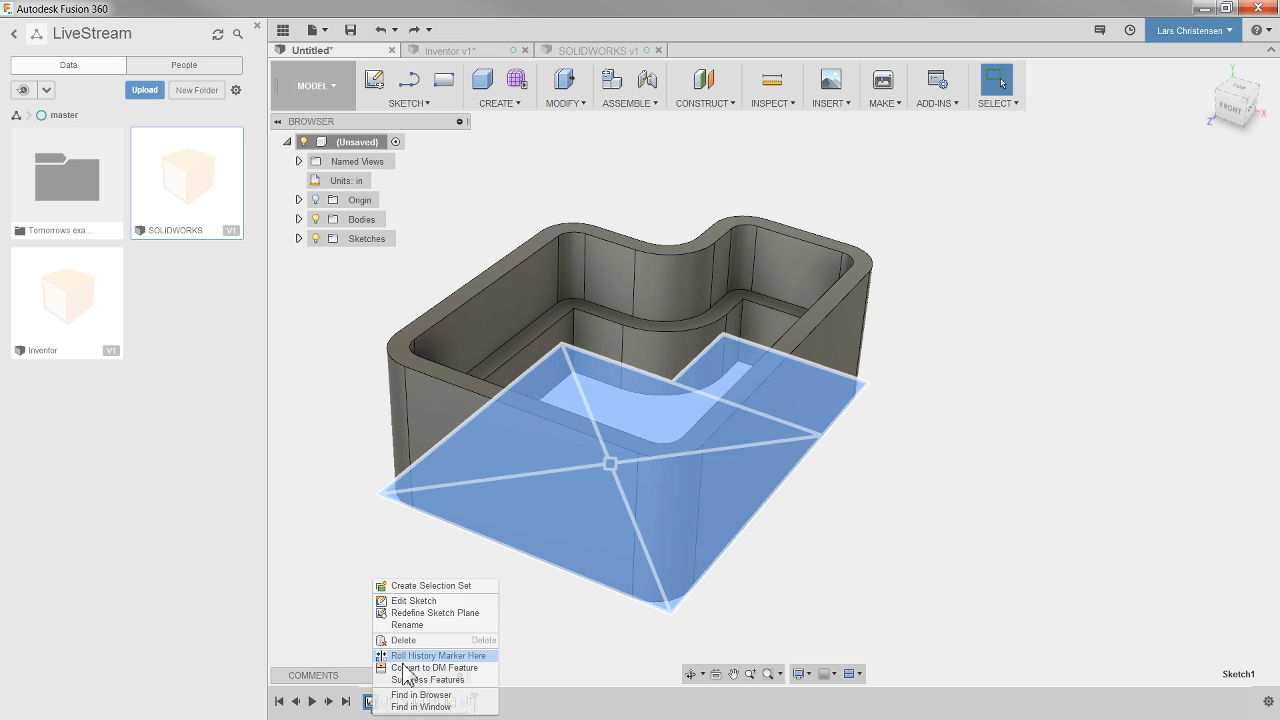 Autodesk Fusion 360
LiveStream
Data
People
Upload
New Folder
master
Tomorrows exa...
SOLIDWORKS
V1
Inventor
V1
Lars Christensen
Untitled*
Inventor v1*
SOLIDWORKS v1
MODEL
SKETCH
CREATE
MODIFY
ASSEMBLE
CONSTRUCT
INSPECT
INSERT
MAKE
ADD-INS
SELECT
BROWSER
(Unsaved)
Named Views
Units: in
Origin
Bodies
Sketches
TOP
FRONT
Y
X
Z
Create Selection Set
Edit Sketch
Redefine Sketch Plane
Rename
Delete Delete
Roll History Marker Here
Convert to DM Feature
Features
Find in Browser
Find in Window
COMMENTS
Sketch1